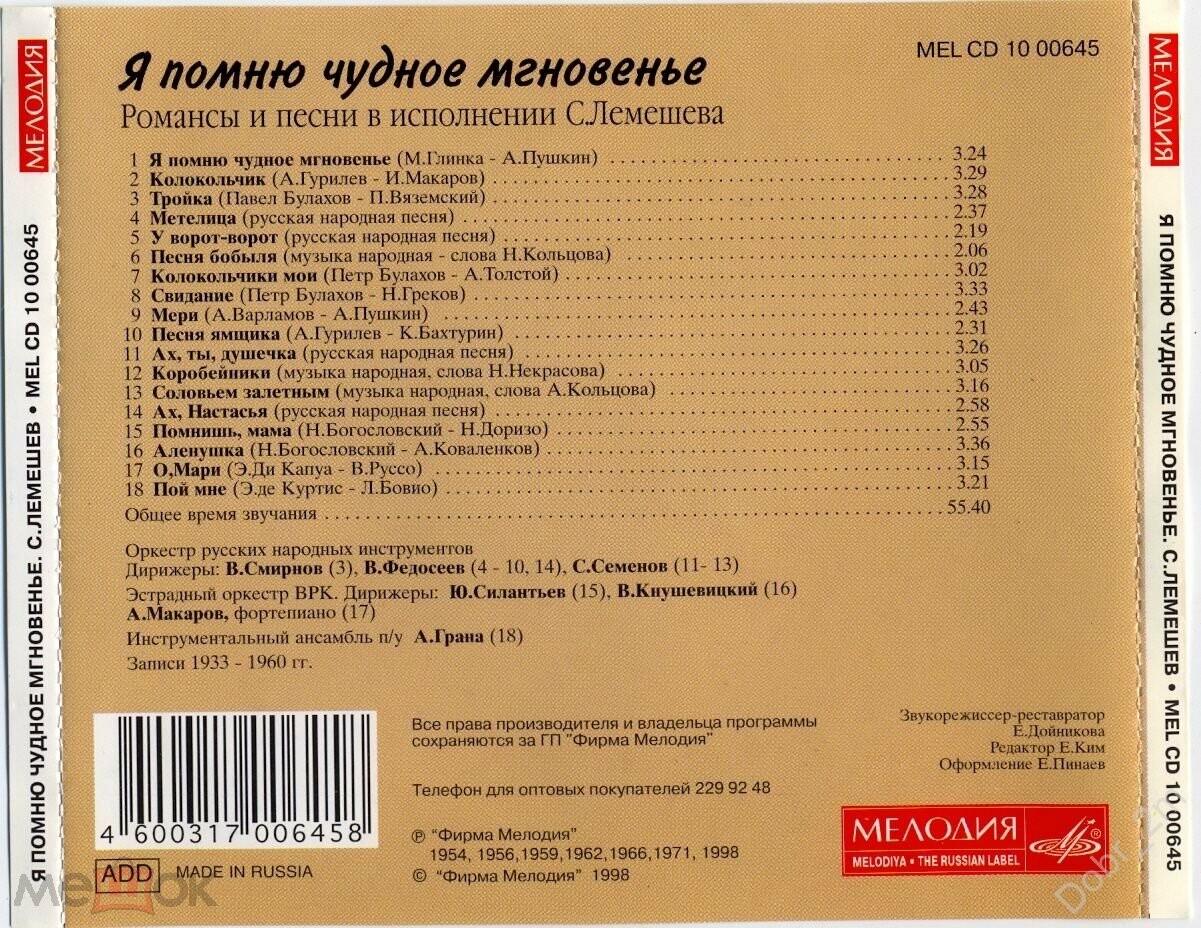 Я помню чудное мгновенье
MEL CD 10 00645
Романсы и песни в исполнении С.Лемешева
1 Я помню чудное мгновенье (М.Глинка - А.Пушкин) 3.24
2 Колокольчик (А.Гурилев - И.Макаров) 3.29
3 Тройка (Павел Булахов - П.Вяземский) 3.28
4 Метелица (русская народная песня) 2.37
5 У ворот-ворот (русская народная песня) 2.19
6 Песня бобыля (музыка народная - слова Н.Кольцова) 2.06
7 Колокольчики мои (Петр Булахов - А.Толстой) 3.02
8 Свидание (Петр Булахов - Н.Греков) 3.33
9 Мери (А.Варламов - А.Пушкин) 2.43
10 Песня ямщика (А.Гурилев - К.Бахтурин) 2.31
11 Ах, ты, душечка (русская народная песня) 3.26
12 Коробейники (музыка народная, слова Н.Некрасова) 3.05
13 Соловьем залетным (музыка народная, слова А.Кольцова) 3.16
14 Ах, Настасья (русская народная песня) 2.58
15 Помнишь, мама (Н.Богословский - Н.Доризо) 2.55
16 Аленушка (Н.Богословский - А.Коваленков) 3.36
17 О,Мари (Э.Ди Капуа - В.Руссо) 3.15
18 Пой мне (Э.де Куртис - Л.Бовио) 3.21
Общее время звучания 55.40
Оркестр русских народных инструментов
Дирижеры: В.Смирнов (3), В.Федосеев (4 - 10, 14), С.Семенов (11- 13)
Эстрадный оркестр ВРК. Дирижеры: Ю.Силантьев (15), В.Кнушевицкий (16)
А.Макаров, фортепиано (17)
Инструментальный ансамбль п/у А.Грана (18)
Записи 1933 - 1960 гг.
Все права производителя и владельца программы
сохраняются за ГП "Фирма Мелодия"
Телефон для оптовых покупателей 229 92 48
℗ "Фирма Мелодия"
1954, 1956,1959,1962,1966,1971, 1998
© "Фирма Мелодия" 1998
Звукорежиссер-реставратор
Е.Дойникова
Редактор Е.Ким
Оформление Е.Пинаев
4 600317 006458
ADD MADE IN RUSSIA
МЕЛОДИЯ
MELODIYA • THE RUSSIAN LABEL
®
МЕЛОДИЯ
Я ПОМНЮ ЧУДНОЕ МГНОВЕНЬЕ. С.ЛЕМЕШЕВ • MEL CD 10 00645
МЕЛОДИЯ
Я ПОМНЮ ЧУДНОЕ МГНОВЕНЬЕ. С.ЛЕМЕШЕВ • MEL CD 10 00645
мешок